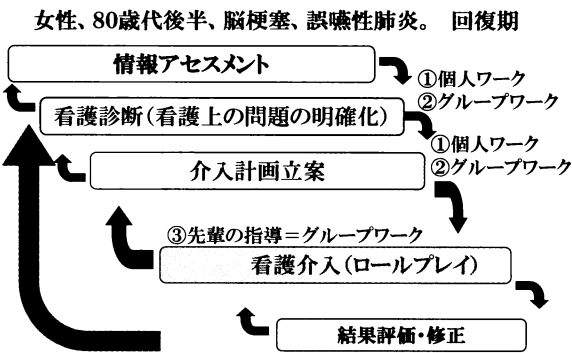 女性、80歳代後半、脳梗塞、誤嚥性肺炎。 回復期
情報アセスメント
①個人ワーク
②グループワーク
看護診断(看護上の問題の明確化)
①個人ワーク
②グループワーク
介入計画立案
③先輩の指導＝グループワーク
看護介入(ロールプレイ)
結果評価・修正